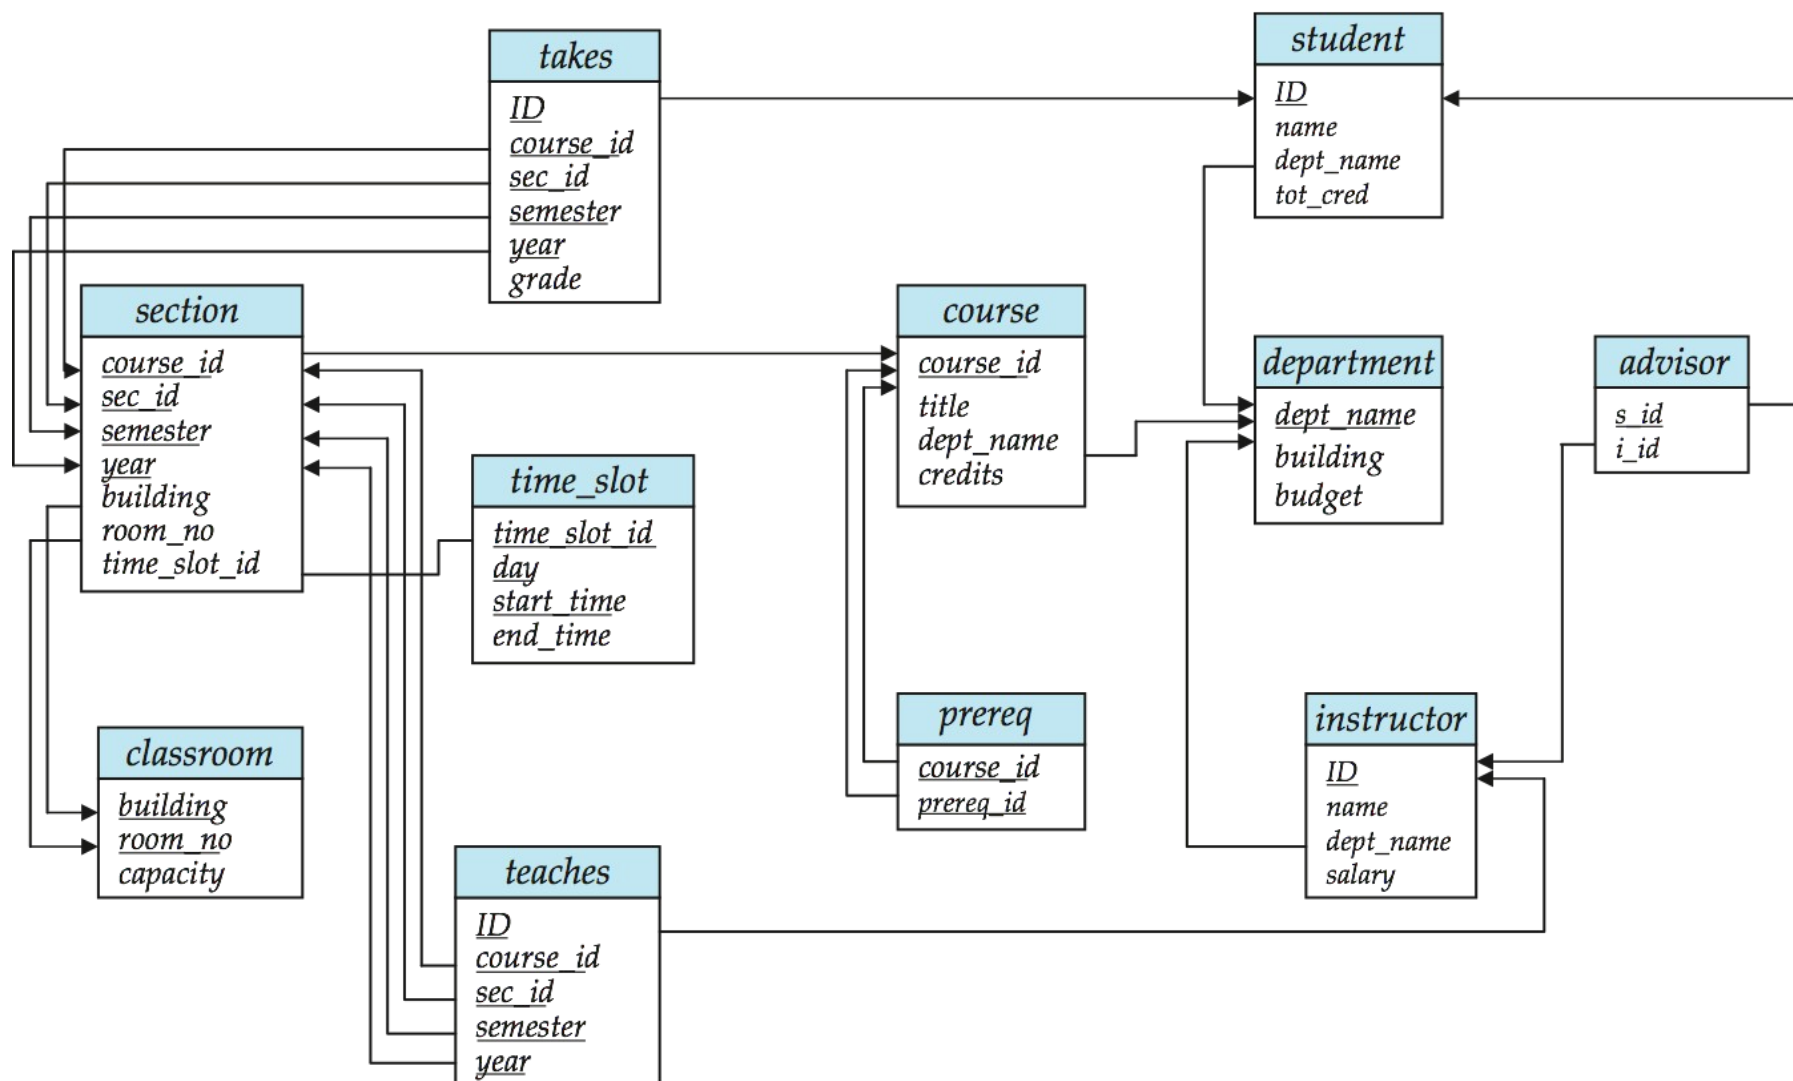 takes
ID
course_id
sec_id
semester
year
grade
student
ID
name
dept_name
tot_cred
section
course_id
sec_id
semester
year
building
room_no
time_slot_id
course
course_id
title
dept_name
credits
department
dept_name
building
budget
advisor
s_id
i_id
time_slot
time_slot_id
day
start_time
end_time
prereq
course_id
prereq_id
instructor
ID
name
dept_name
salary
classroom
building
room_no
capacity
teaches
ID
course_id
sec_id
semester
year